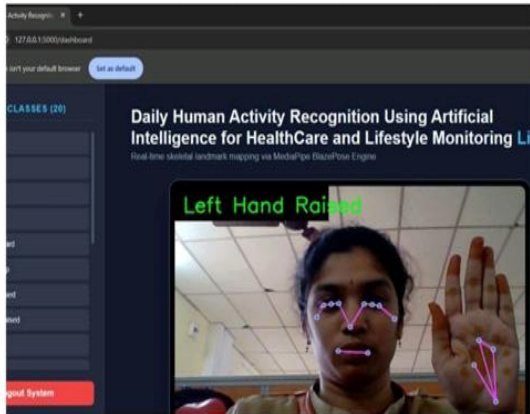 Activity Recognit
127.0.0.1:5000/dashboard
isn't your default browser
Set as default
CLASSES (20)
Daily Human Activity Recognition Using Artificial
Intelligence for HealthCare and Lifestyle Monitoring Li
Real-time skeletal landmark mapping via MediaPipe BlazePose Engine
Left Hand Raised
ogout System